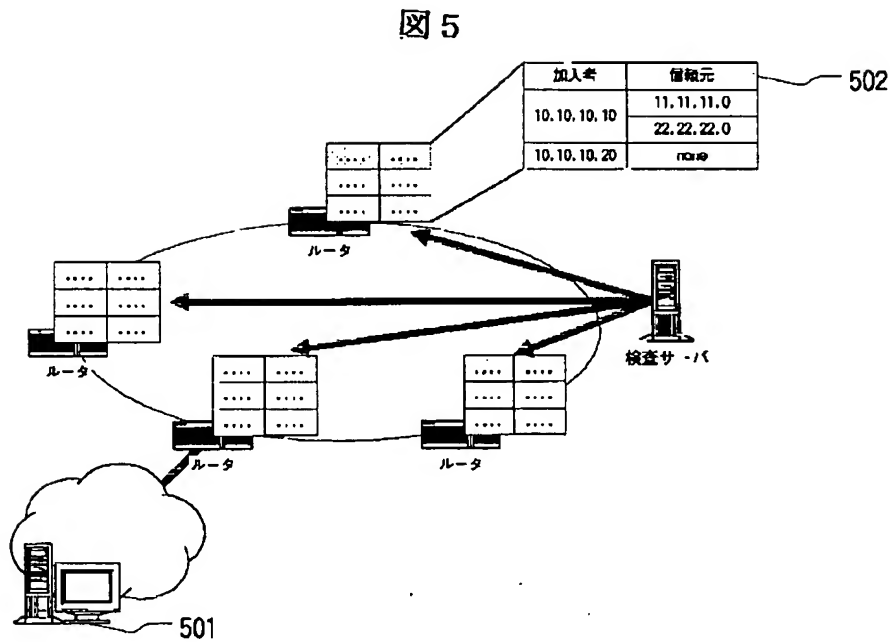 図5
加入者 信頼元
502
10.10.10.10 11.11.11.0
22.22.22.0
10.10.10.20 none
ルータ
ルータ
検査サーバ
ルータ
ルータ
501